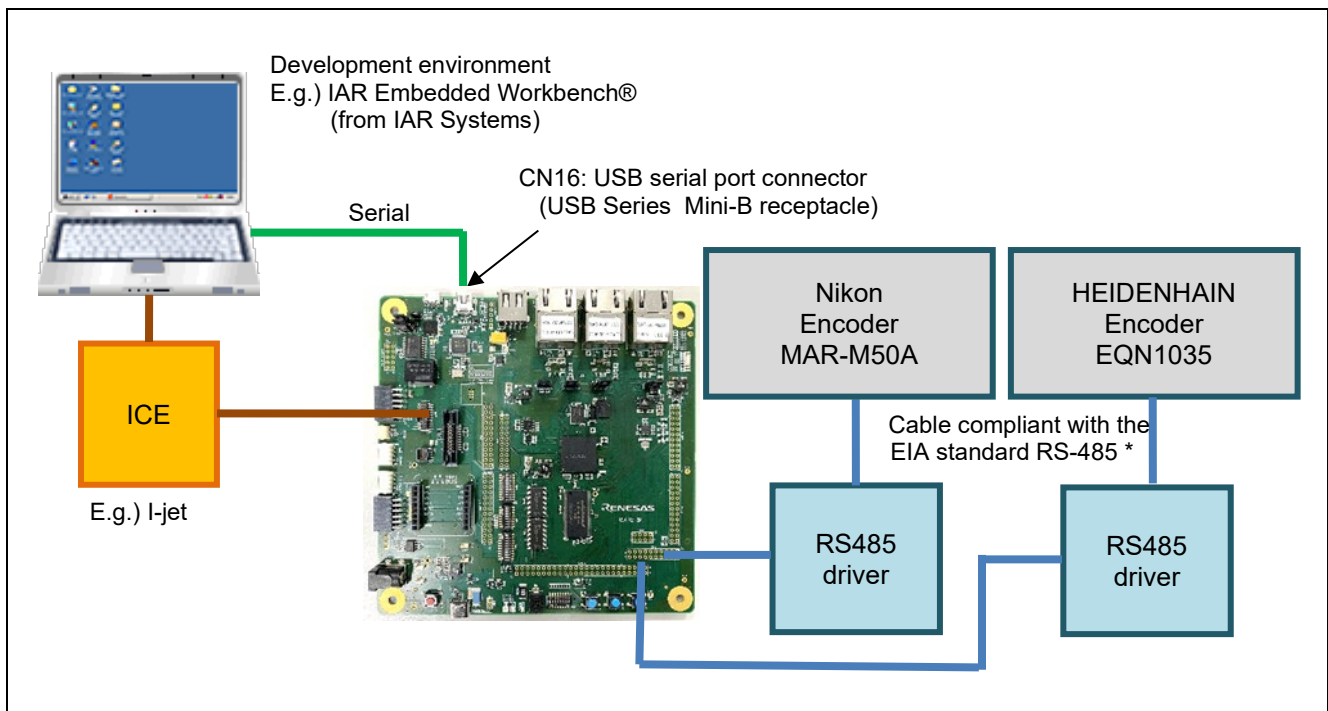 Development environment
E.g.) IAR Embedded Workbench®
(from IAR Systems)
CN16: USB serial port connector
(USB Series Mini-B receptacle)
Serial
Nikon
Encoder
MAR-M50A
HEIDENHAIN
Encoder
EQN1035
ICE
Cable compliant with the
EIA standard RS-485 *
E.g.) I-jet
RENESAS
RS485
driver
RS485
driver